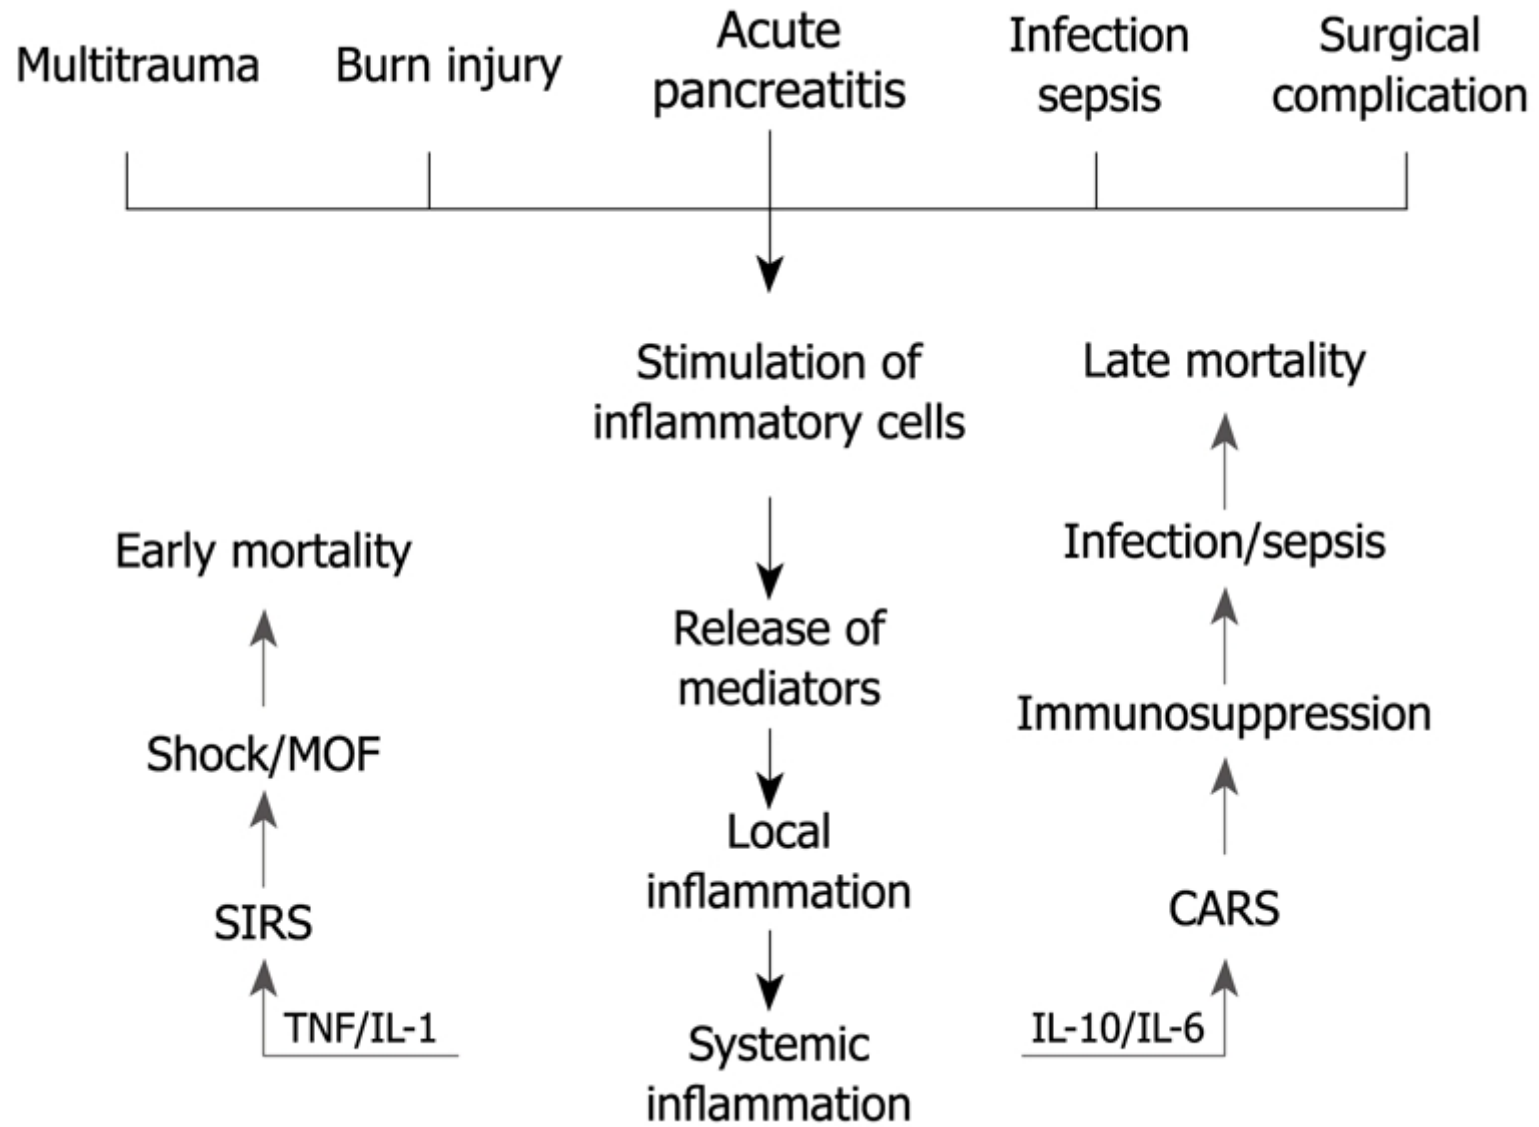 Multitrauma
Burn injury
Acute
pancreatitis
Infection
sepsis
Surgical
complication
Stimulation of
inflammatory cells
Release of
mediators
Local
inflammation
Systemic
inflammation
Early mortality
Shock/MOF
SIRS
TNF/IL-1
Late mortality
Infection/sepsis
Immunosuppression
CARS
IL-10/IL-6